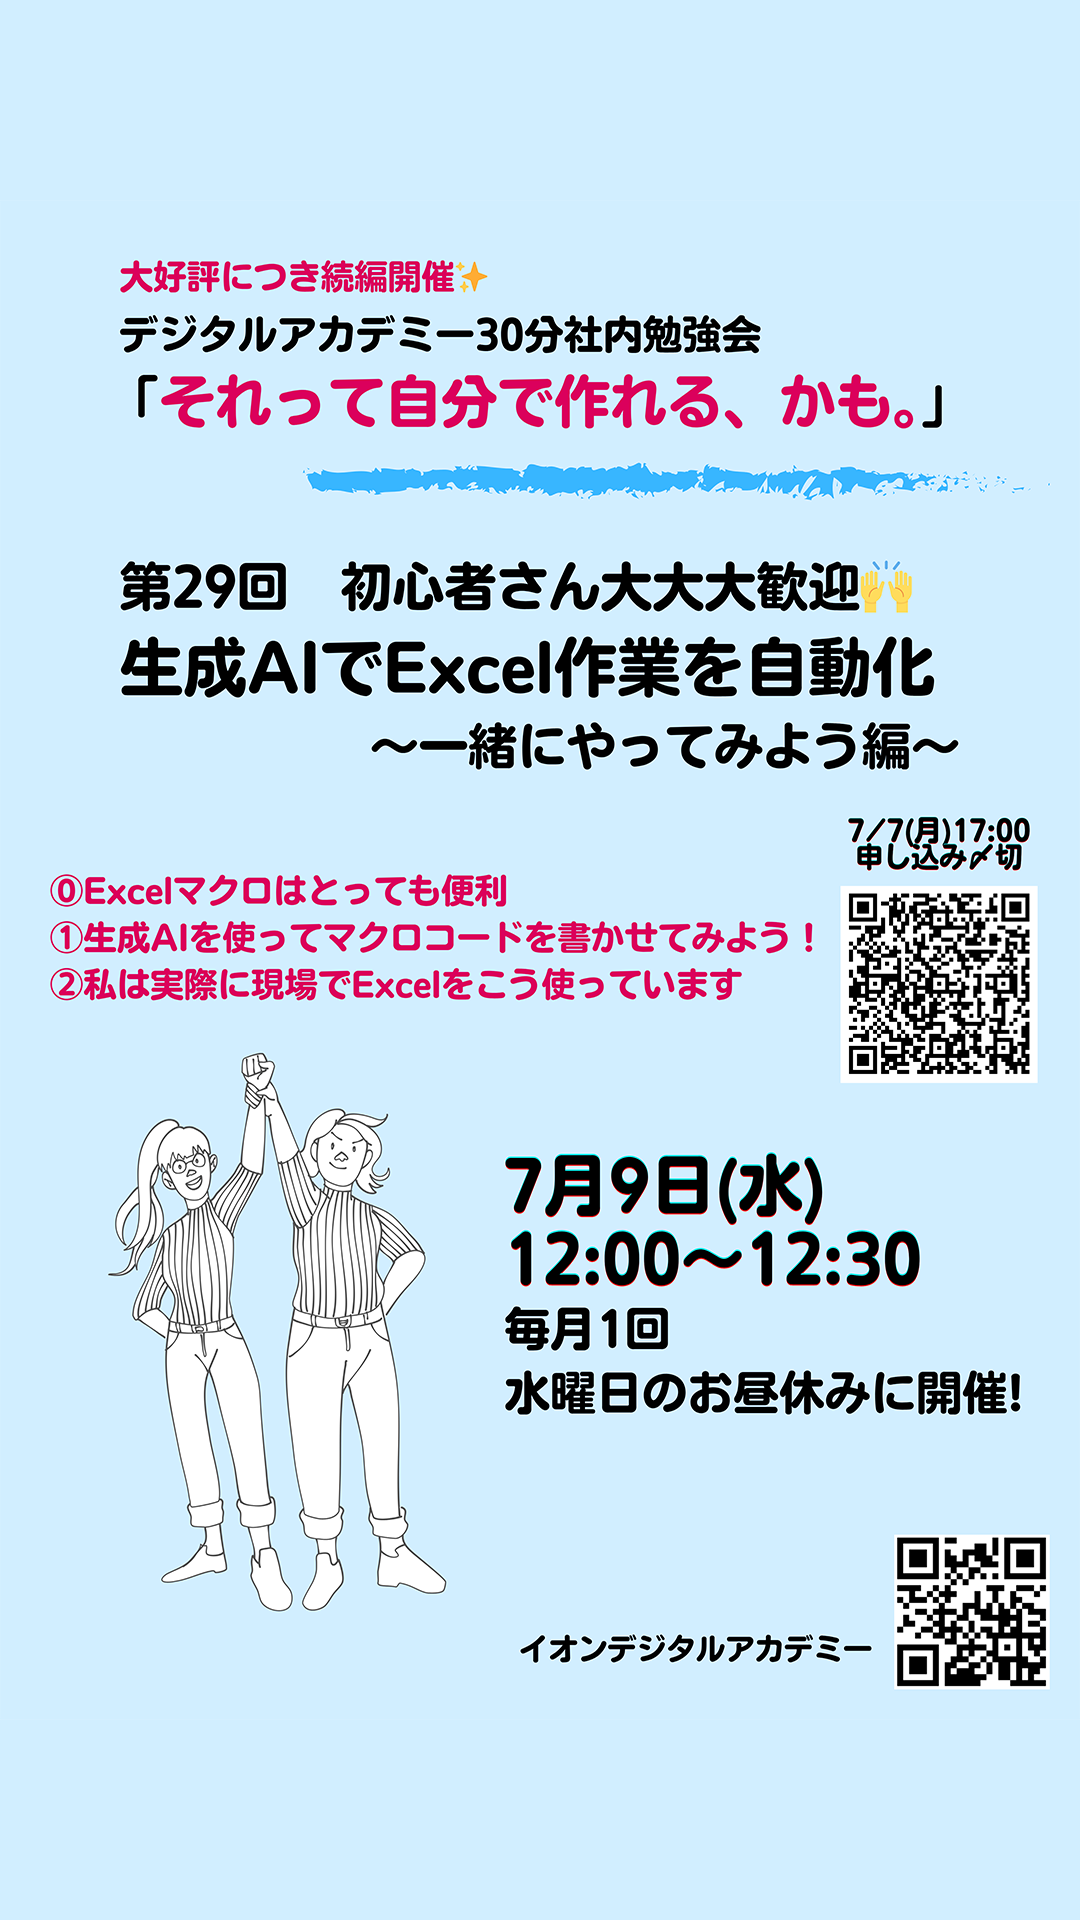 大好評につき続編開催✨
デジタルアカデミー30分社内勉強会
「それって自分で作れる、かも。」
第29回　初心者さん大大大歓迎🙌
生成AIでExcel作業を自動化
～一緒にやってみよう編～
7/7(月)17:00
申し込み〆切
⓪Excelマクロはとっても便利
①生成AIを使ってマクロコードを書かせてみよう！
②私は実際に現場でExcelをこう使っています
7月9日(水)
12:00～12:30
毎月1回
水曜日のお昼休みに開催!
イオンデジタルアカデミー